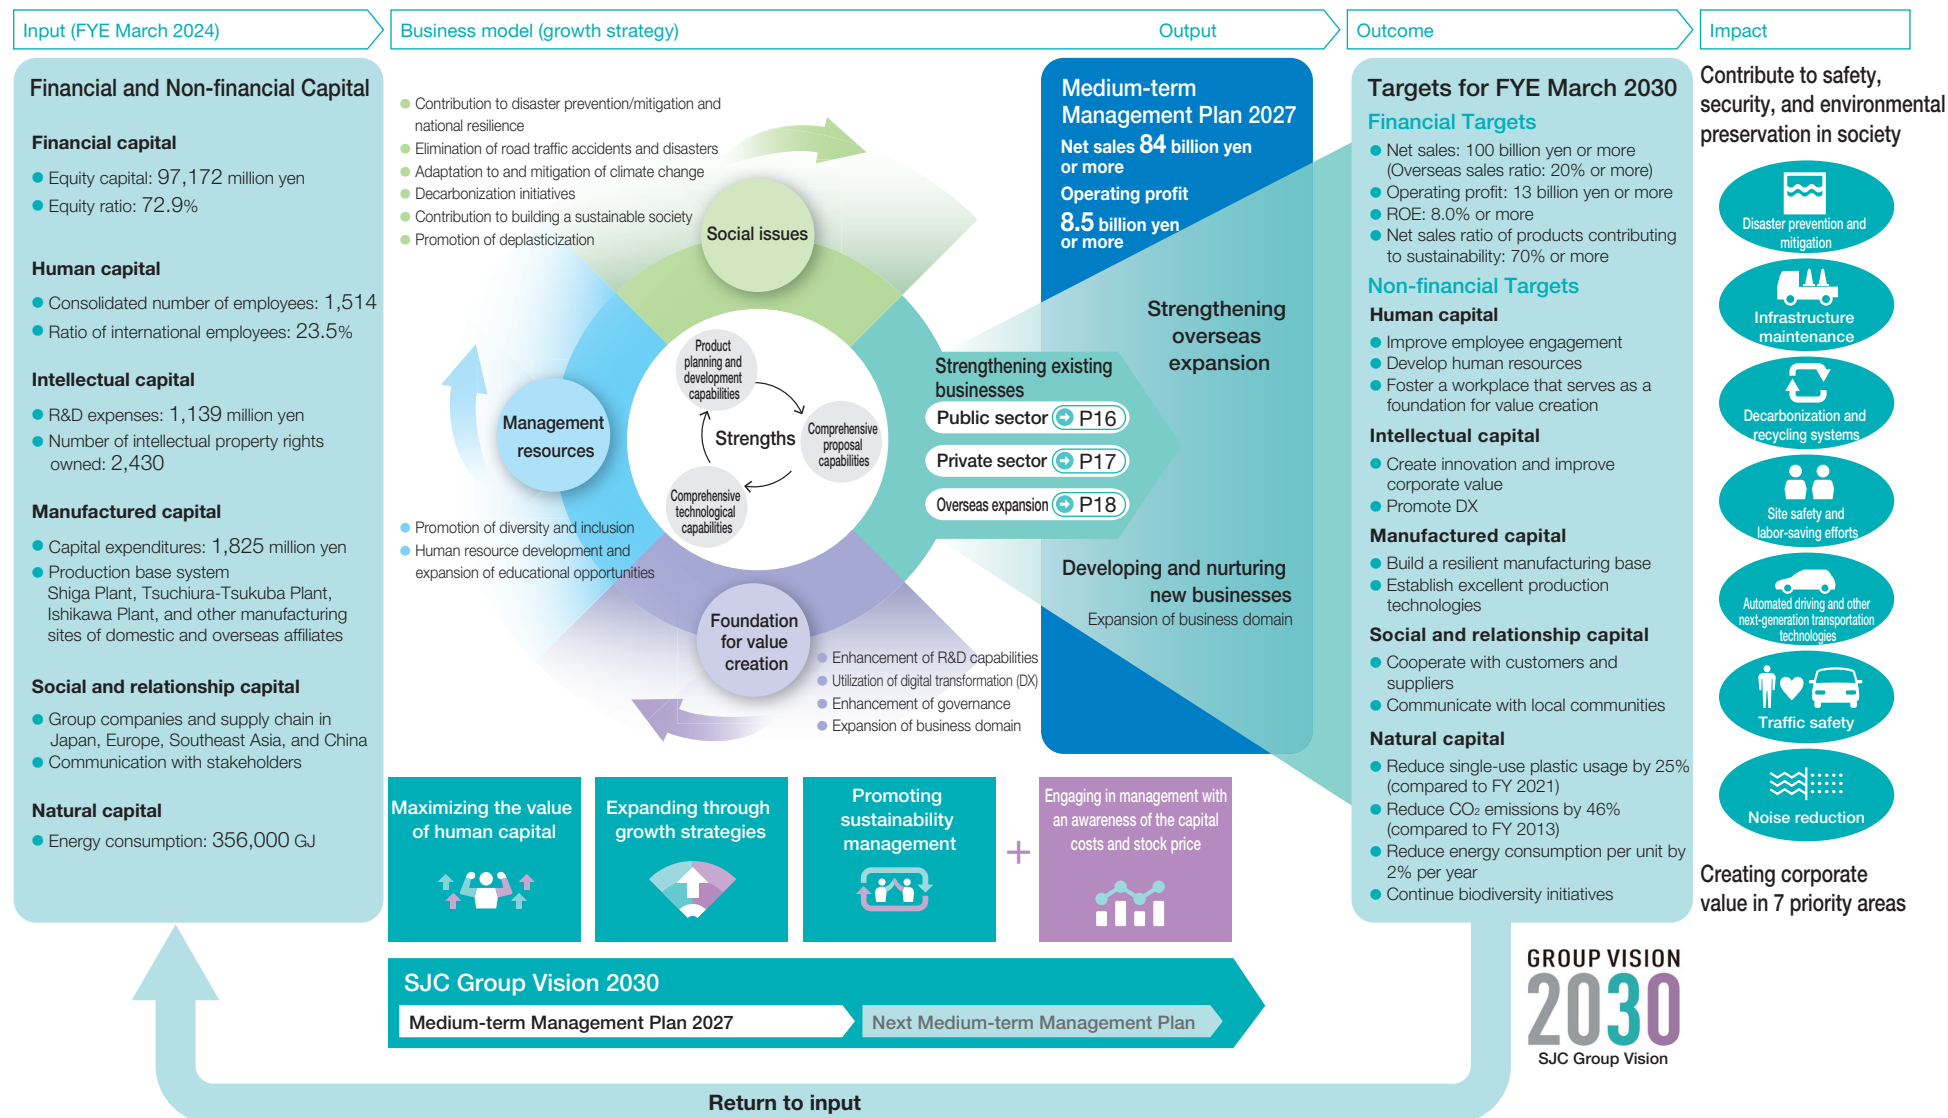 Input (FYE March 2024)
Business model (growth strategy)
Output
Outcome
Impact
Financial and Non-financial Capital
Financial capital
● Equity capital: 97,172 million yen
● Equity ratio: 72.9%
Human capital
● Consolidated number of employees: 1,514
● Ratio of international employees: 23.5%
Intellectual capital
● R&D expenses: 1,139 million yen
● Number of intellectual property rights
owned: 2,430
Manufactured capital
● Capital expenditures: 1,825 million yen
● Production base system
Shiga Plant, Tsuchiura-Tsukuba Plant,
Ishikawa Plant, and other manufacturing
sites of domestic and overseas affiliates
Social and relationship capital
● Group companies and supply chain in
Japan, Europe, Southeast Asia, and China
● Communication with stakeholders
Natural capital
● Energy consumption: 356,000 GJ
● Contribution to disaster prevention/mitigation and
national resilience
● Elimination of road traffic accidents and disasters
● Adaptation to and mitigation of climate change
● Decarbonization initiatives
● Contribution to building a sustainable society
● Promotion of deplasticization
Social issues
Management
resources
● Promotion of diversity and inclusion
● Human resource development and
expansion of educational opportunities
Product
planning and
development
capabilities
Strengths
Comprehensive
proposal
capabilities
Comprehensive
technological
capabilities
Foundation
for value
creation
● Enhancement of R&D capabilities
● Utilization of digital transformation (DX)
● Enhancement of governance
● Expansion of business domain
Strengthening existing
businesses
Public sector P16
Private sector P17
Overseas expansion P18
Medium-term
Management Plan 2027
Net sales 84 billion yen
or more
Operating profit
8.5 billion yen
or more
Strengthening
overseas
expansion
Developing and nurturing
new businesses
Expansion of business domain
Targets for FYE March 2030
Financial Targets
● Net sales: 100 billion yen or more
(Overseas sales ratio: 20% or more)
● Operating profit: 13 billion yen or more
● ROE: 8.0% or more
● Net sales ratio of products contributing
to sustainability: 70% or more
Non-financial Targets
Human capital
● Improve employee engagement
● Develop human resources
● Foster a workplace that serves as a
foundation for value creation
Intellectual capital
● Create innovation and improve
corporate value
● Promote DX
Manufactured capital
● Build a resilient manufacturing base
● Establish excellent production
technologies
Social and relationship capital
● Cooperate with customers and
suppliers
● Communicate with local communities
Natural capital
● Reduce single-use plastic usage by 25%
(compared to FY 2021)
● Reduce CO₂ emissions by 46%
(compared to FY 2013)
● Reduce energy consumption per unit by
2% per year
● Continue biodiversity initiatives
Contribute to safety,
security, and environmental
preservation in society
Disaster prevention and
mitigation
Infrastructure
maintenance
Decarbonization and
recycling systems
Site safety and
labor-saving efforts
Automated driving and other
next-generation transportation
technologies
Traffic safety
Noise reduction
Creating corporate
value in 7 priority areas
Maximizing the value
of human capital
Expanding through
growth strategies
Promoting
sustainability
management
+
Engaging in management with
an awareness of the capital
costs and stock price
SJC Group Vision 2030
Medium-term Management Plan 2027
Next Medium-term Management Plan
GROUP VISION
2030
SJC Group Vision
Return to input